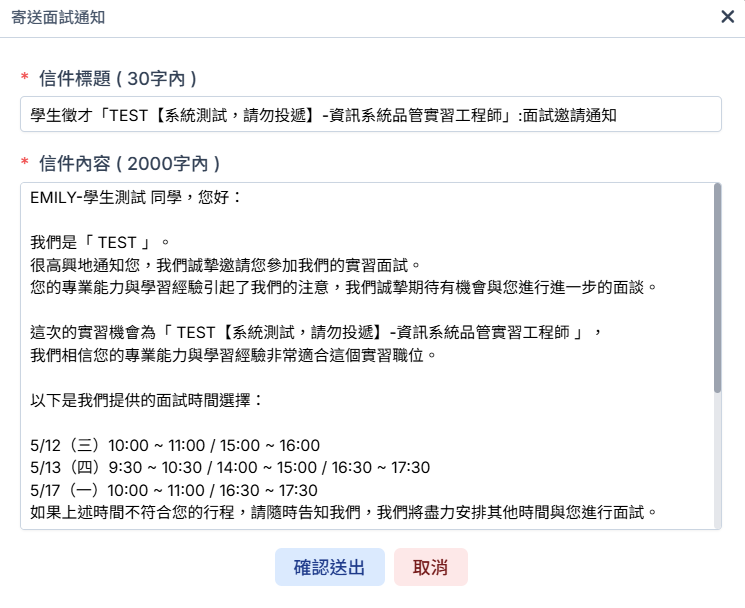 寄送面試通知
* 信件標題 ( 30字內 )
學生徵才「TEST【系統測試，請勿投遞】-資訊系統品管實習工程師」:面試邀請通知
* 信件內容 ( 2000字內 )
EMILY-學生測試 同學，您好：
我們是「 TEST 」。
很高興地通知您，我們誠摯邀請您參加我們的實習面試。
您的專業能力與學習經驗引起了我們的注意，我們誠摯期待有機會與您進行進一步的面談。
這次的實習機會為「 TEST【系統測試，請勿投遞】-資訊系統品管實習工程師 」，
我們相信您的專業能力與學習經驗非常適合這個實習職位。
以下是我們提供的面試時間選擇：
5/12（三）10:00 ~ 11:00 / 15:00 ~ 16:00
5/13（四）9:30 ~ 10:30 / 14:00 ~ 15:00 / 16:30 ~ 17:30
5/17（一）10:00 ~ 11:00 / 16:30 ~ 17:30
如果上述時間不符合您的行程，請隨時告知我們，我們將盡力安排其他時間與您進行面試。
確認送出
取消